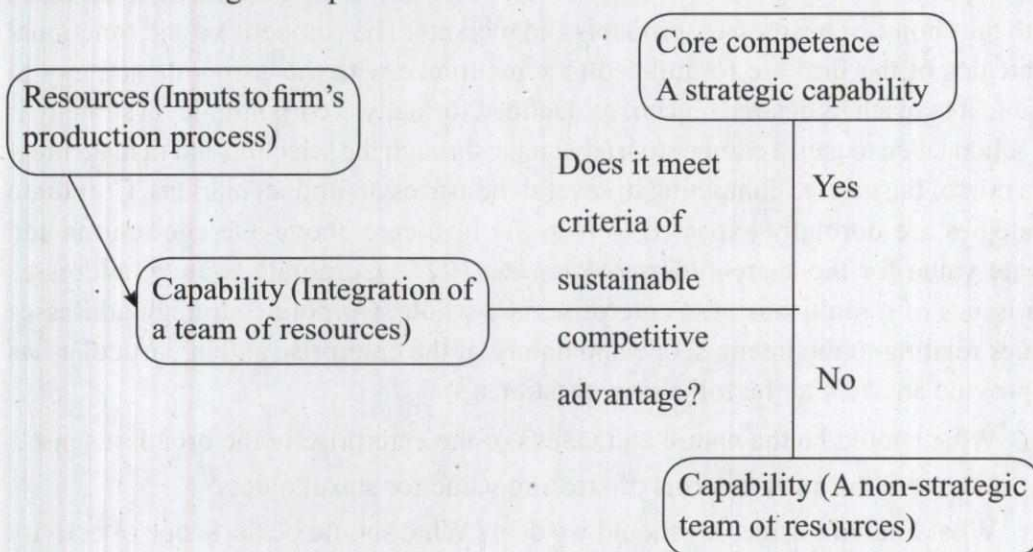 Resources (Inputs to firm's
production process)
Capability (Integration of
a team of resources)
Core competence
A strategic capability
Does it meet
criteria of
sustainable
competitive
advantage?
Yes
No
Capability (A non-strategic
team of resources)